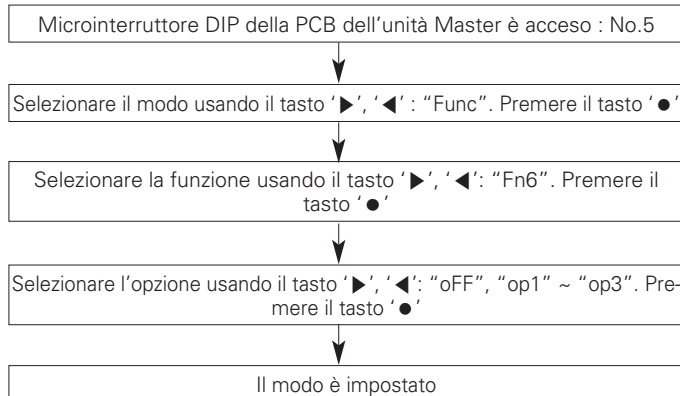 Microinterruttore DIP della PCB dell'unità Master è acceso : No.5
Selezionare il modo usando il tasto ‘▶’, ‘◀’ : “Func”. Premere il tasto ‘●’
Selezionare la funzione usando il tasto ‘▶’, ‘◀’: “Fn6”. Premere il
tasto ‘●’
Selezionare l'opzione usando il tasto ‘▶’, ‘◀’: “oFF”, “op1” ~ “op3”. Pre-
mere il tasto ‘●’
Il modo è impostato